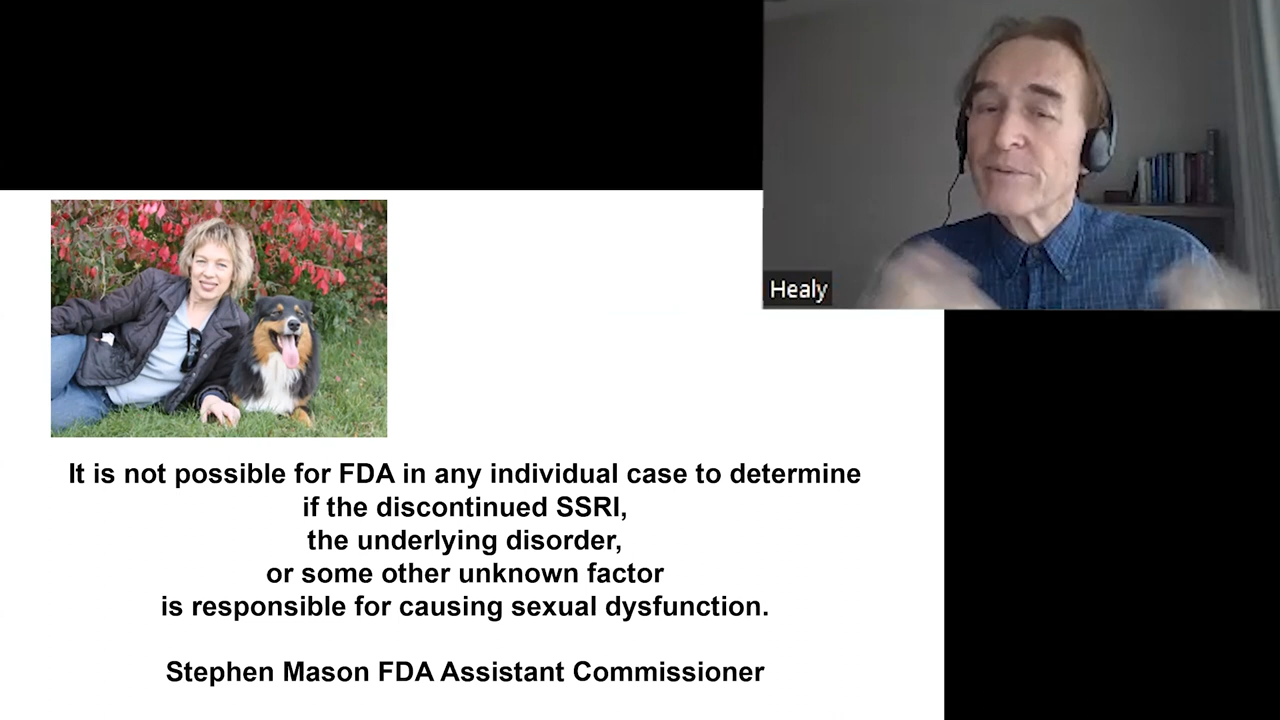 Healy
It is not possible for FDA in any individual case to determine
if the discontinued SSRI,
the underlying disorder,
or some other unknown factor
is responsible for causing sexual dysfunction.
Stephen Mason FDA Assistant Commissioner